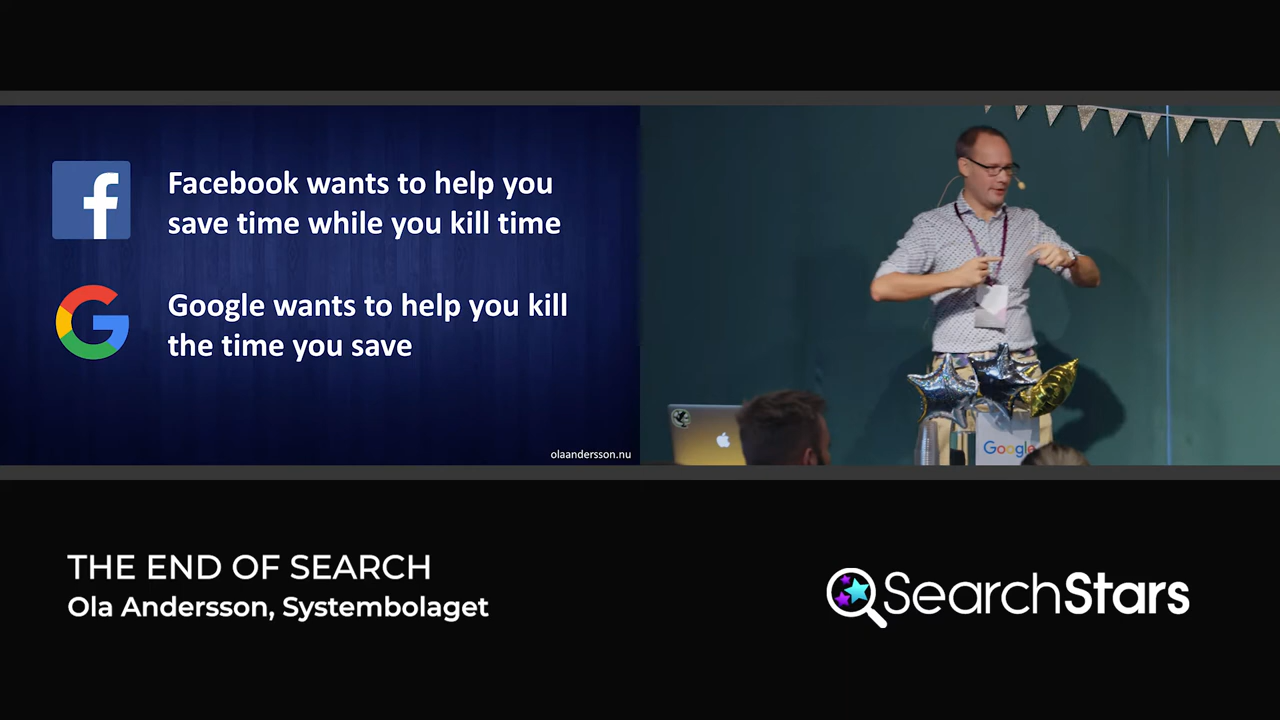 Facebook wants to help you
save time while you kill time
Google wants to help you kill
the time you save
olaandersson.nu
Google
THE END OF SEARCH
Ola Andersson, Systembolaget
SearchStars